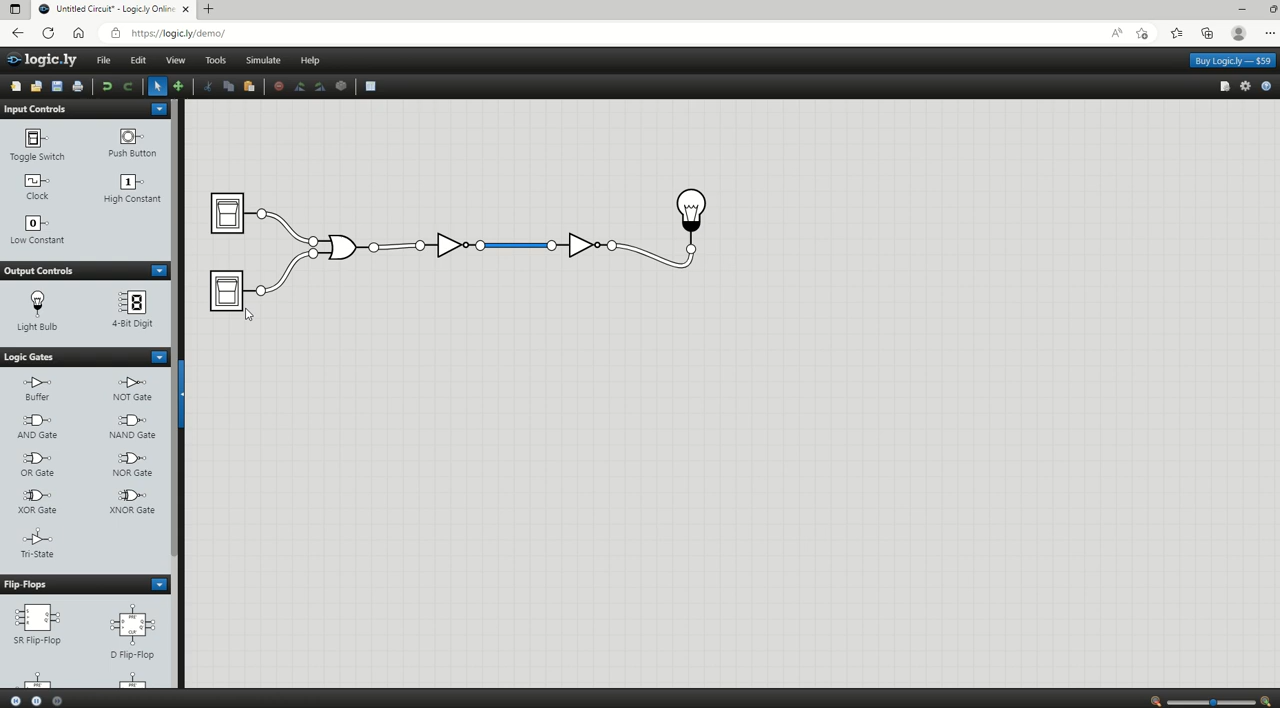 Untitled Circuit* - Logic.ly Online
https://logic.ly/demo/
logic.ly
File Edit View Tools Simulate Help
Buy Logic.ly — $59
Input Controls
Toggle Switch
Push Button
Clock
1
High Constant
0
Low Constant
Output Controls
Light Bulb
8
4-Bit Digit
Logic Gates
Buffer
NOT Gate
AND Gate
NAND Gate
OR Gate
NOR Gate
XOR Gate
XNOR Gate
Tri-State
Flip-Flops
SR Flip-Flop
D Flip-Flop